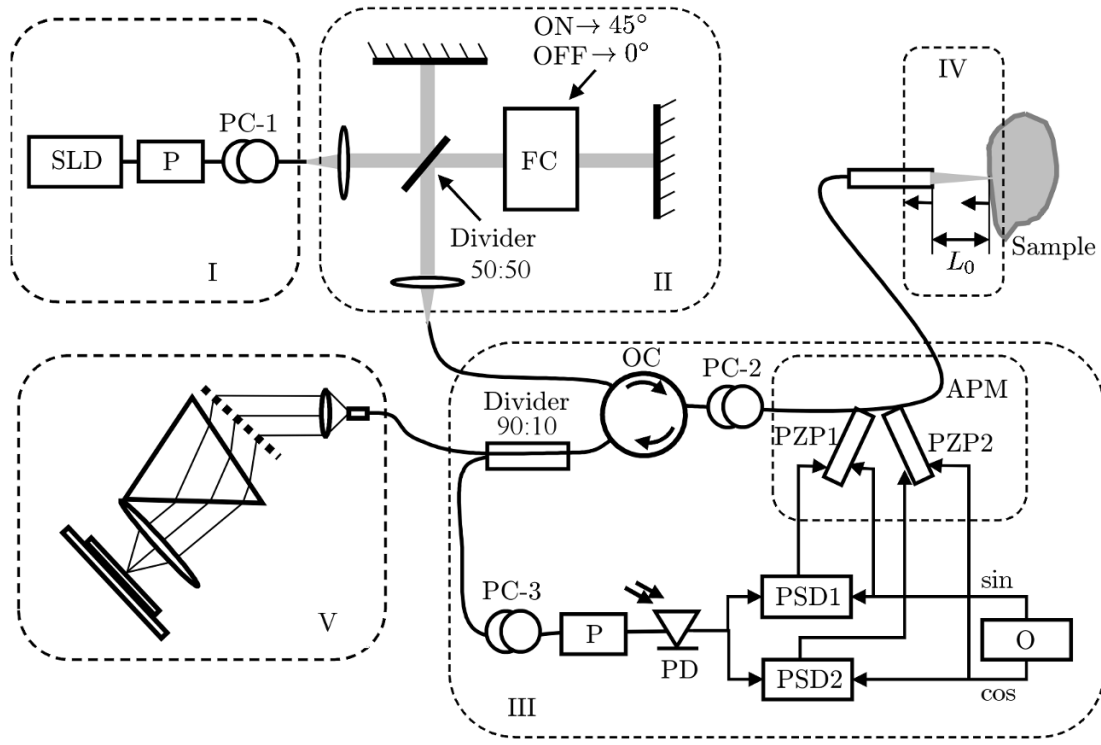 ON→ 45°
OFF→ 0°
IV
PC-1
SLD
P
FC
Divider
50:50
Sample
L₀
I
II
OC
PC-2
APM
Divider
90:10
PZP1
PZP2
PC-3
sin
PSD1
V
P
O
PD
PSD2
III
cos